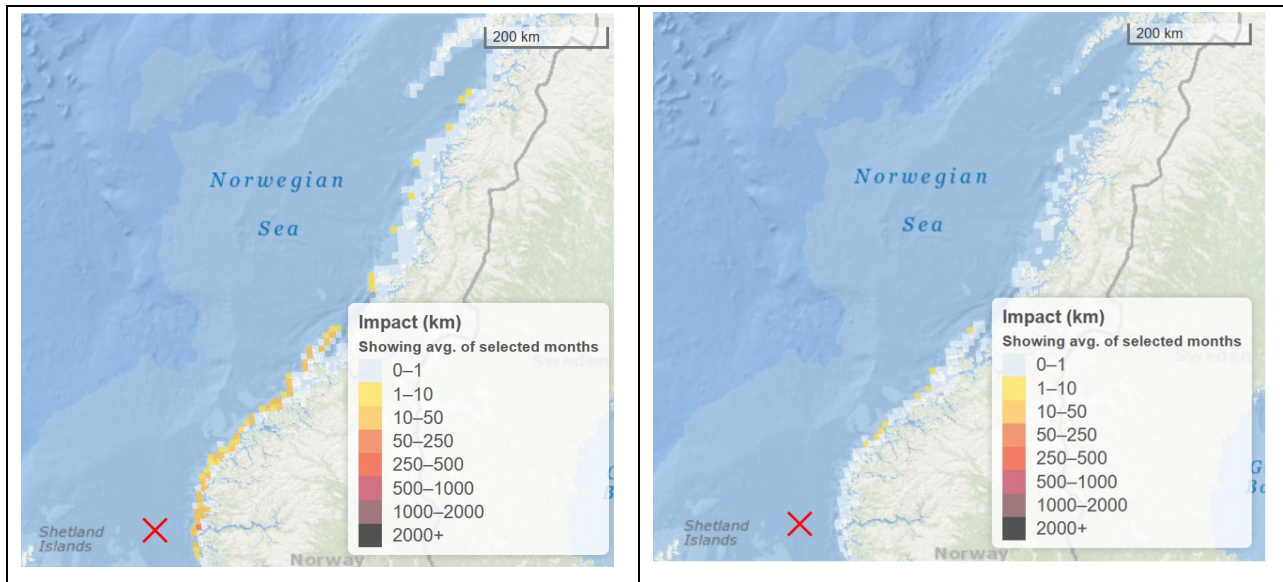 200 km
Norwegian
Sea
Impact (km)
Showing avg. of selected months
0–1
1–10
10–50
50–250
250–500
500–1000
1000–2000
2000+
Sweden
G
B
Shetland
Islands
Norway
200 km
Norwegian
Sea
Impact (km)
Showing avg. of selected months
0–1
1–10
10–50
50–250
250–500
500–1000
1000–2000
2000+
Sweden
G
Bo
Shetland
Islands
Norway